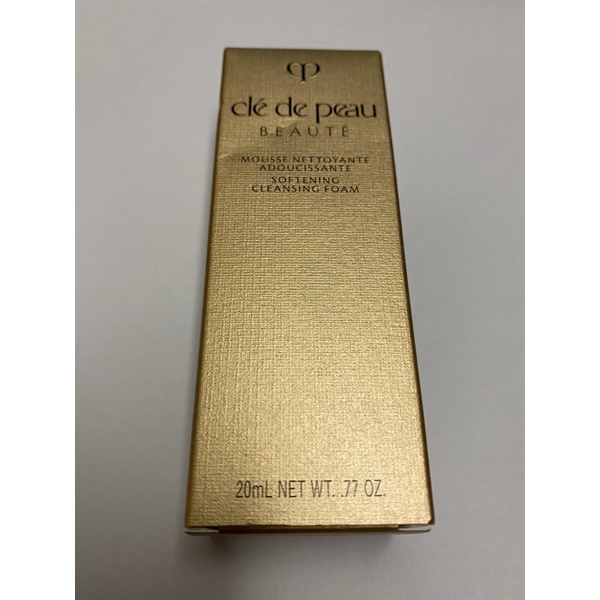 clé de peau
BEAUTÉ
MOUSSE NETTOYANTE
ADOUCISSANTE
SOFTENING
CLEANSING FOAM
20mL NET WT. .77 OZ.